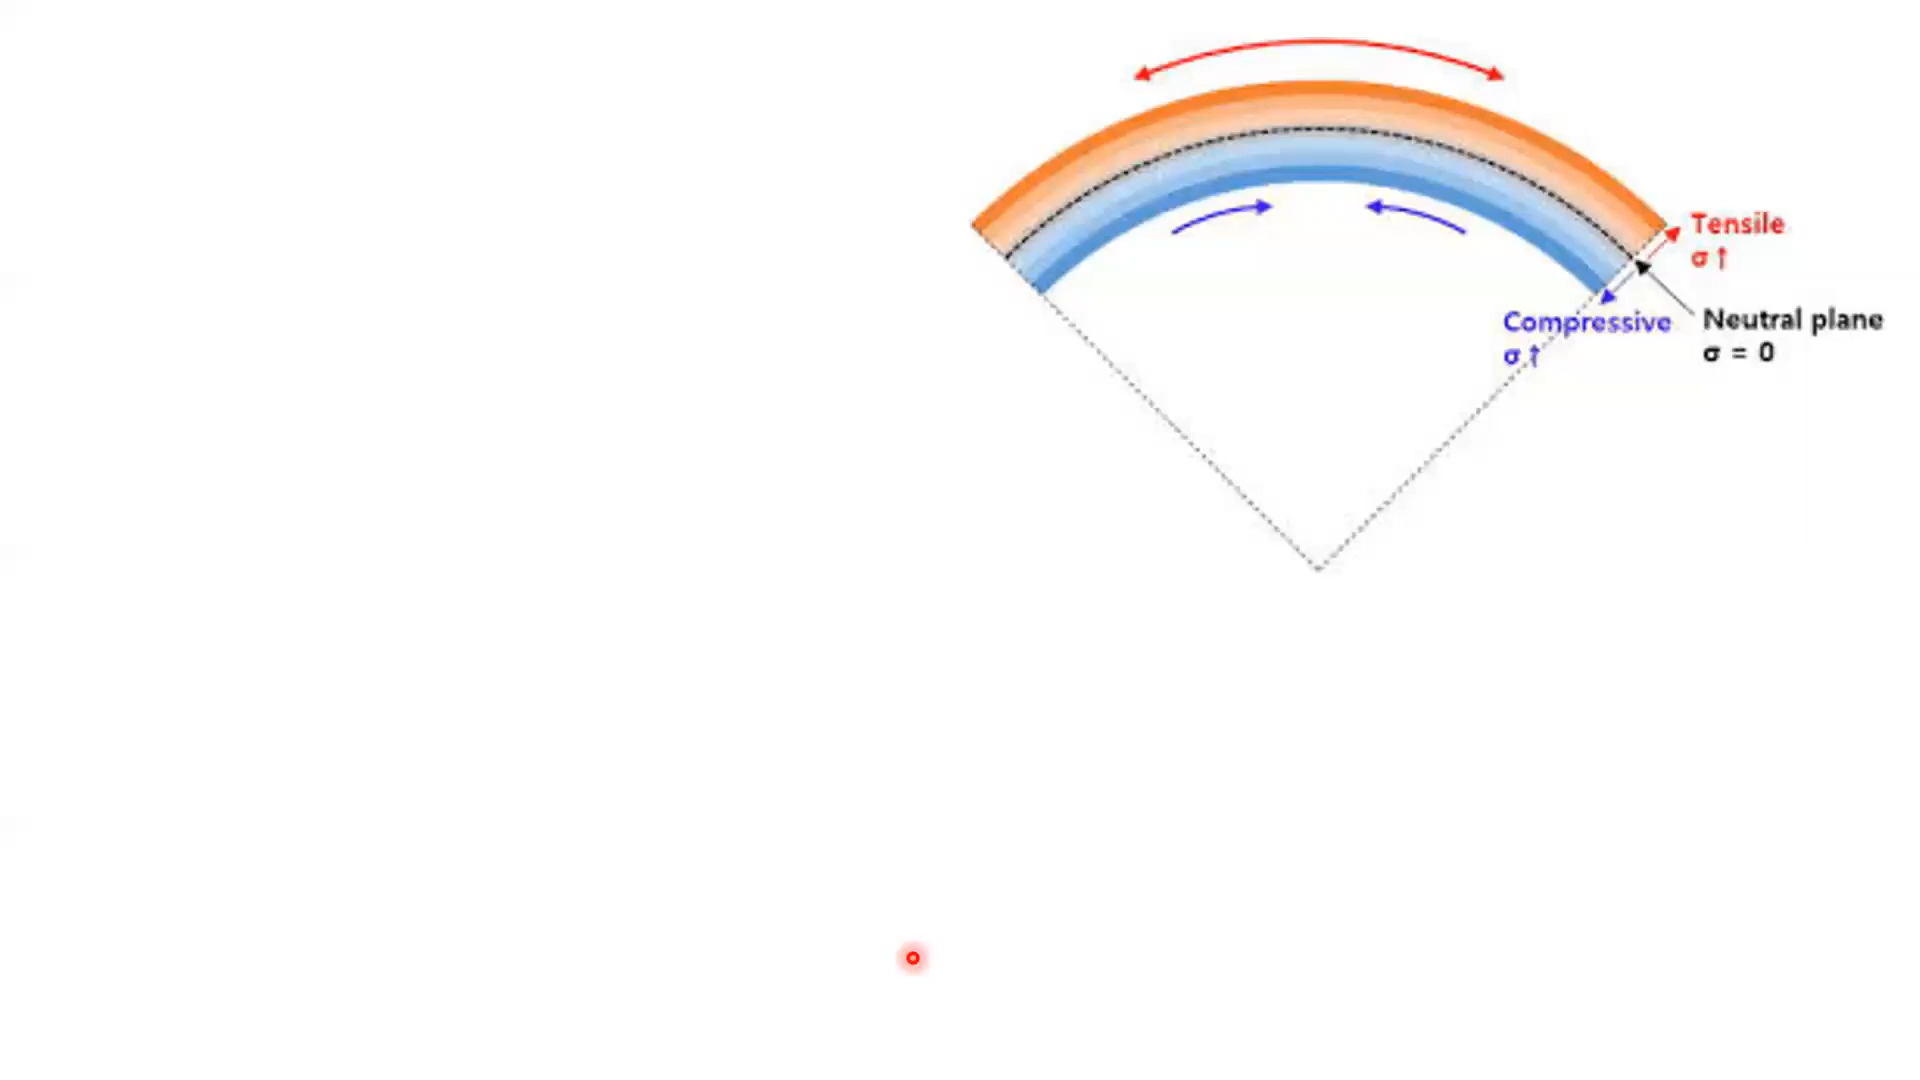 Tensile
σ ↑
Compressive
σ ↑
Neutral plane
σ = 0